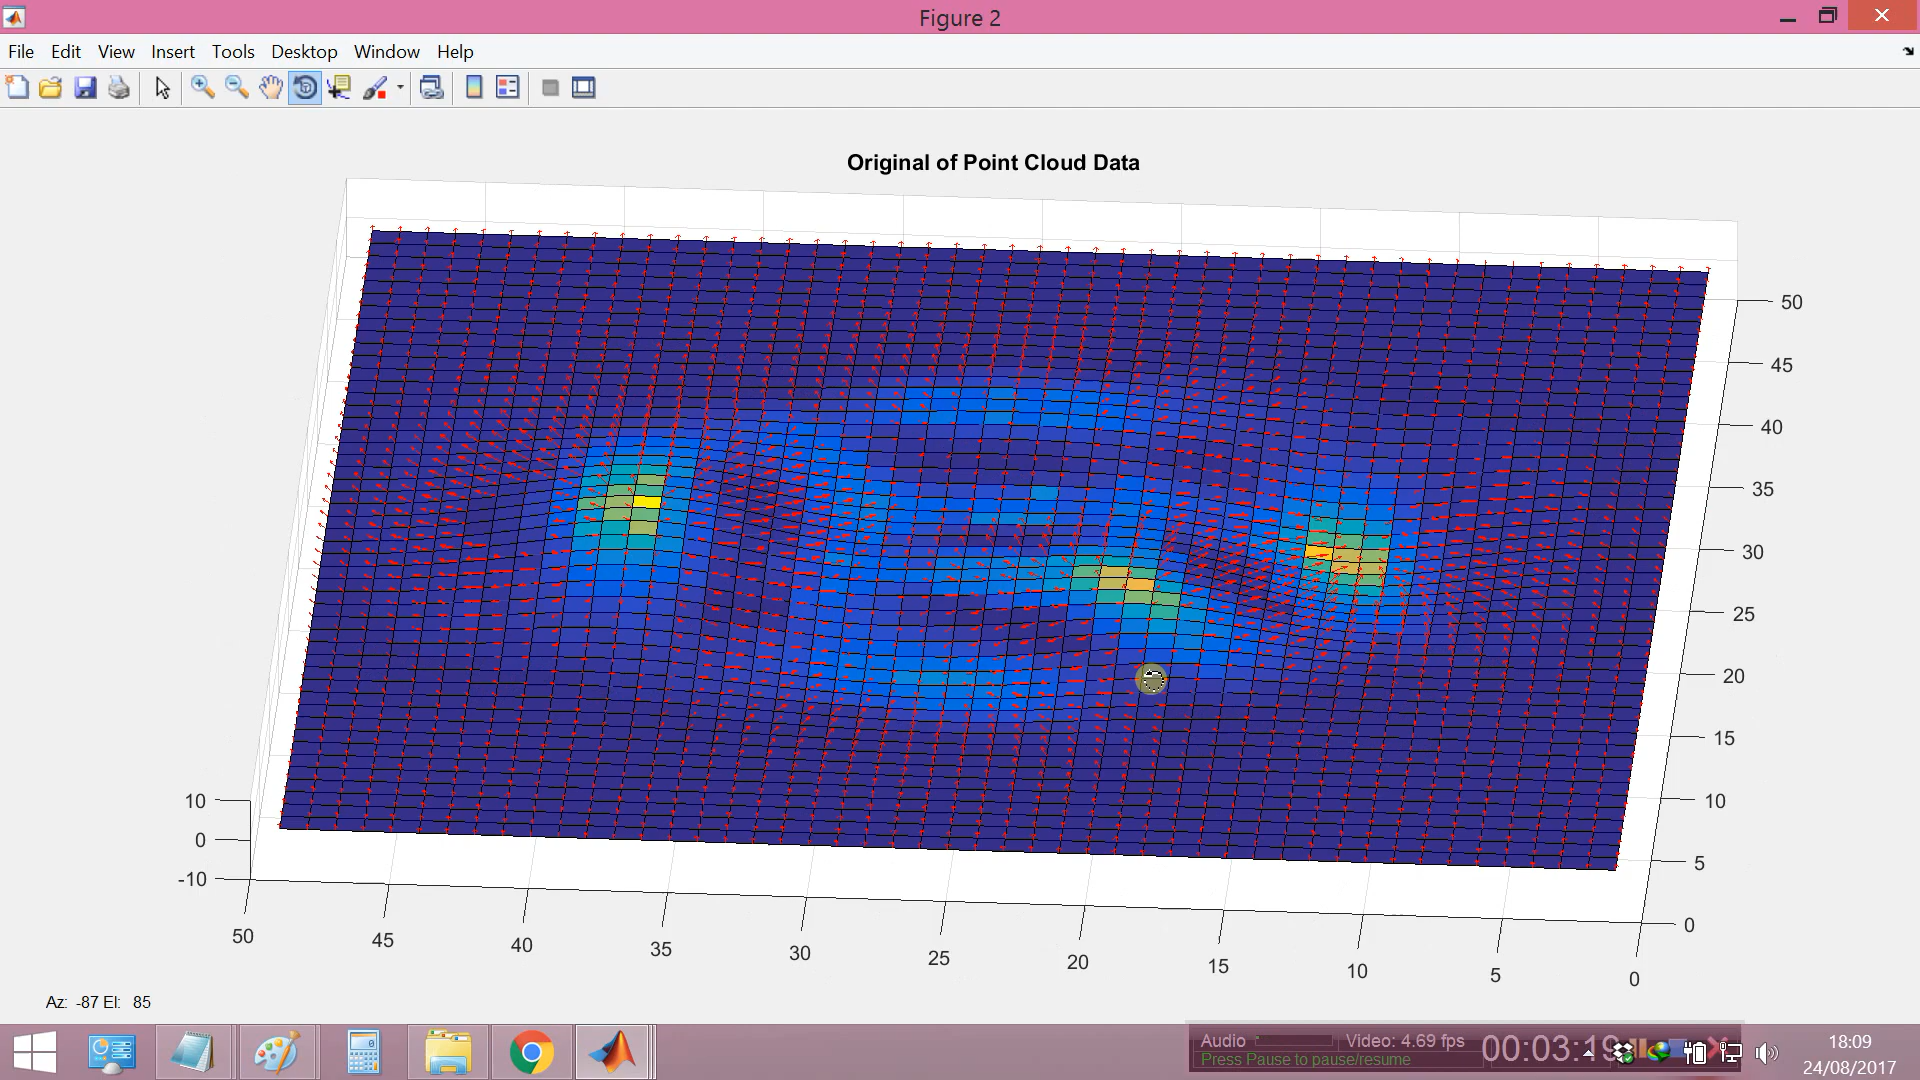 Figure 2
File Edit View Insert Tools Desktop Window Help
Original of Point Cloud Data
50
45
40
35
30
25
20
15
10
5
0
10
0
-10
50 45 40 35 30 25 20 15 10 5 0
Az: -87 El: 85
Audio Video: 4.69 fps 00:03:19
Press Pause to pause/resume
18:09
24/08/2017